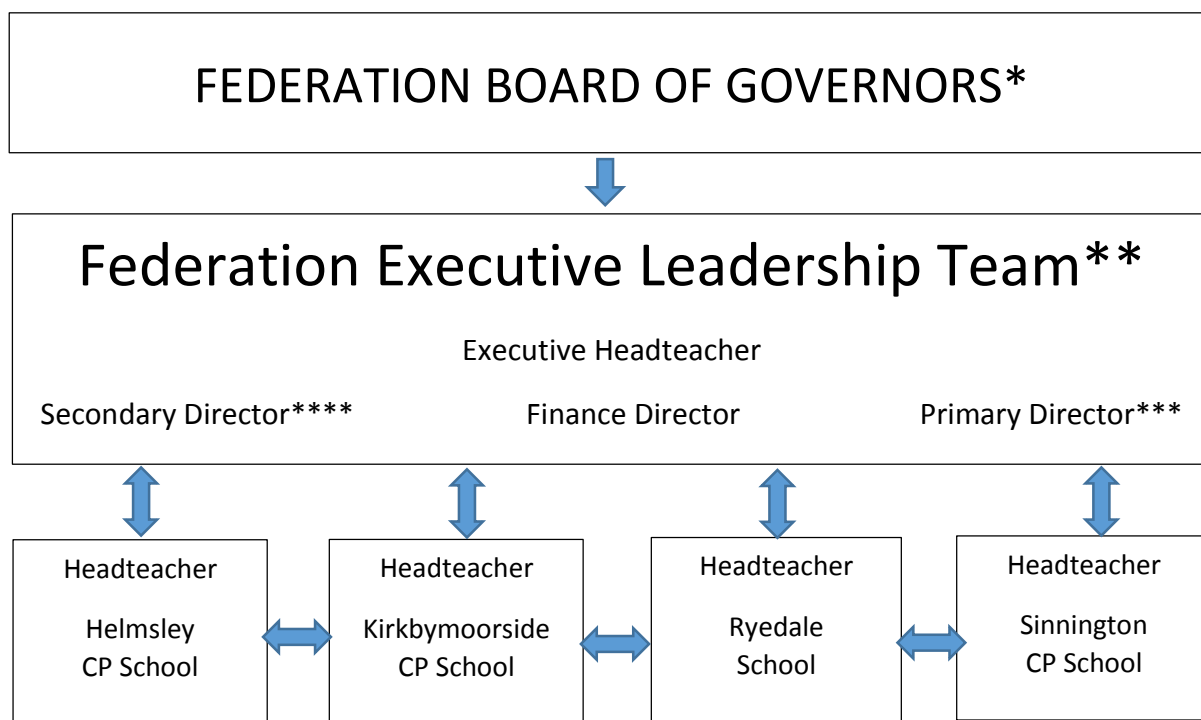 FEDERATION BOARD OF GOVERNORS*
Federation Executive Leadership Team**
Executive Headteacher
Secondary Director****
Finance Director
Primary Director***
Headteacher
Helmsley
CP School
Headteacher
Kirkbymoorside
CP School
Headteacher
Ryedale
School
Headteacher
Sinnington
CP School